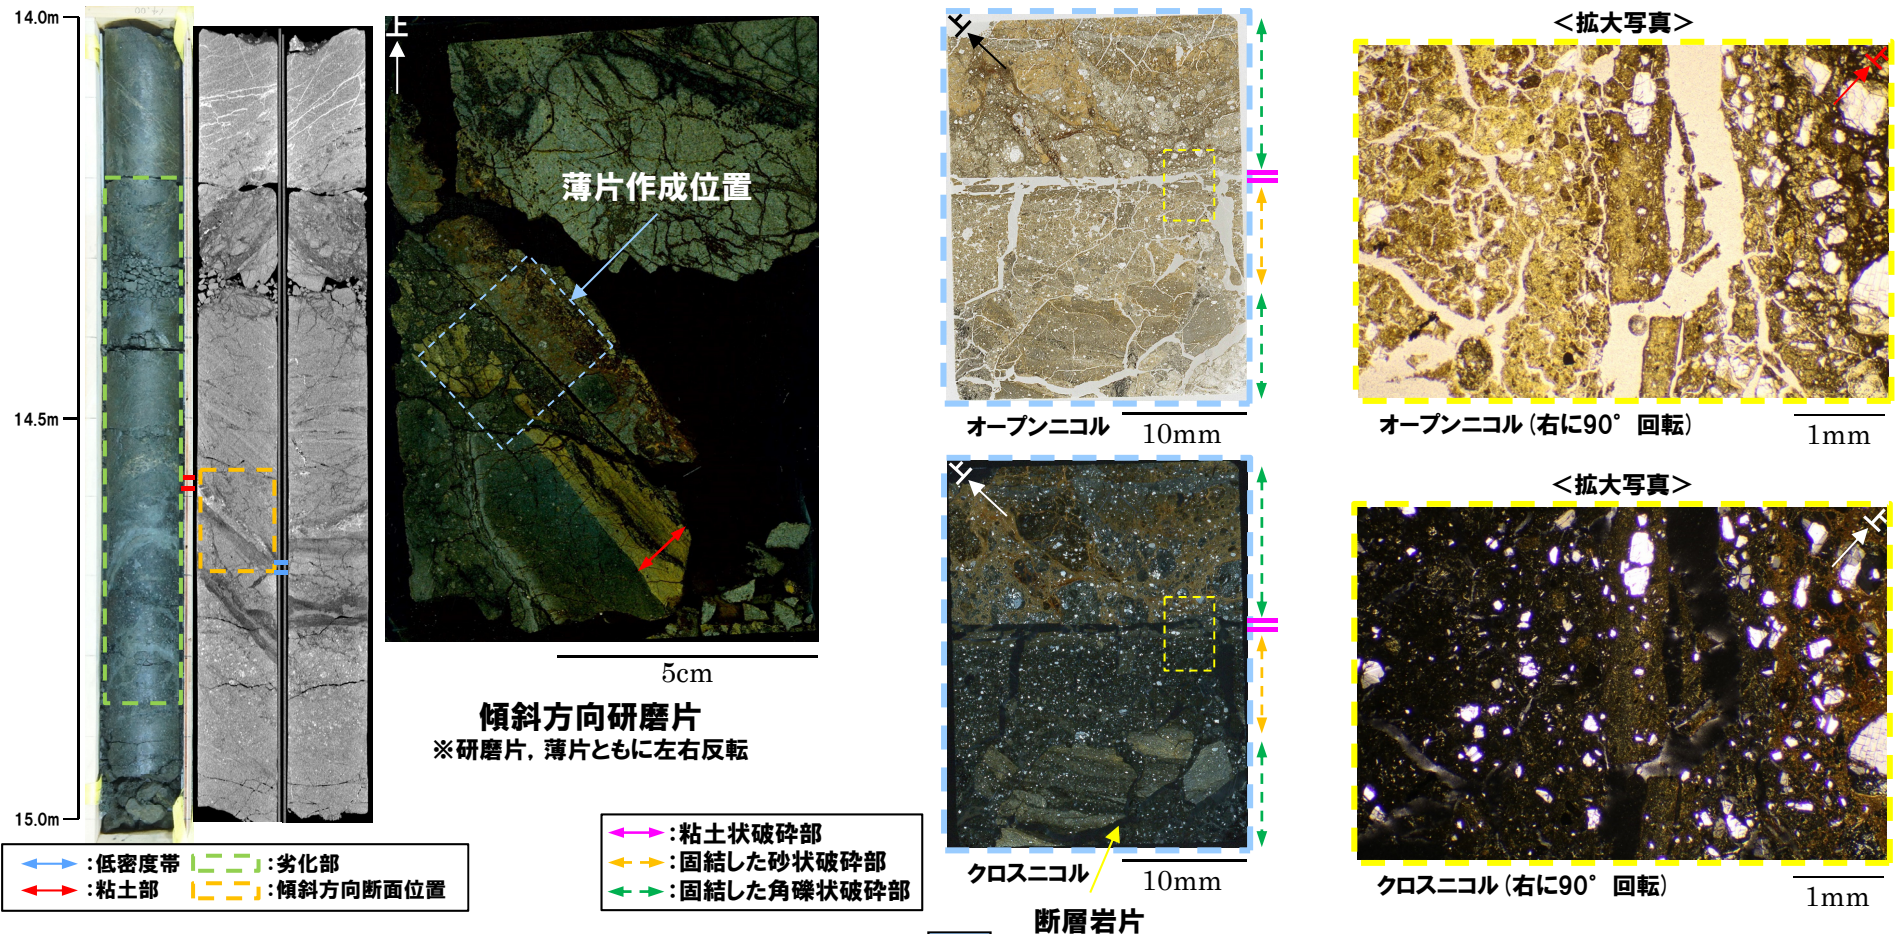 14.0m
14.5m
15.0m
上
薄片作成位置
5cm
傾斜方向研磨片
※研磨片，薄片ともに左右反転
:低密度帯
:劣化部
:粘土部
:傾斜方向断面位置
:粘土状破砕部
:固結した砂状破砕部
:固結した角礫状破砕部
上
オープンニコル
10mm
上
クロスニコル
10mm
断層岩片
＜拡大写真＞
上
オープンニコル (右に90° 回転)
1mm
＜拡大写真＞
上
クロスニコル (右に90° 回転)
1mm